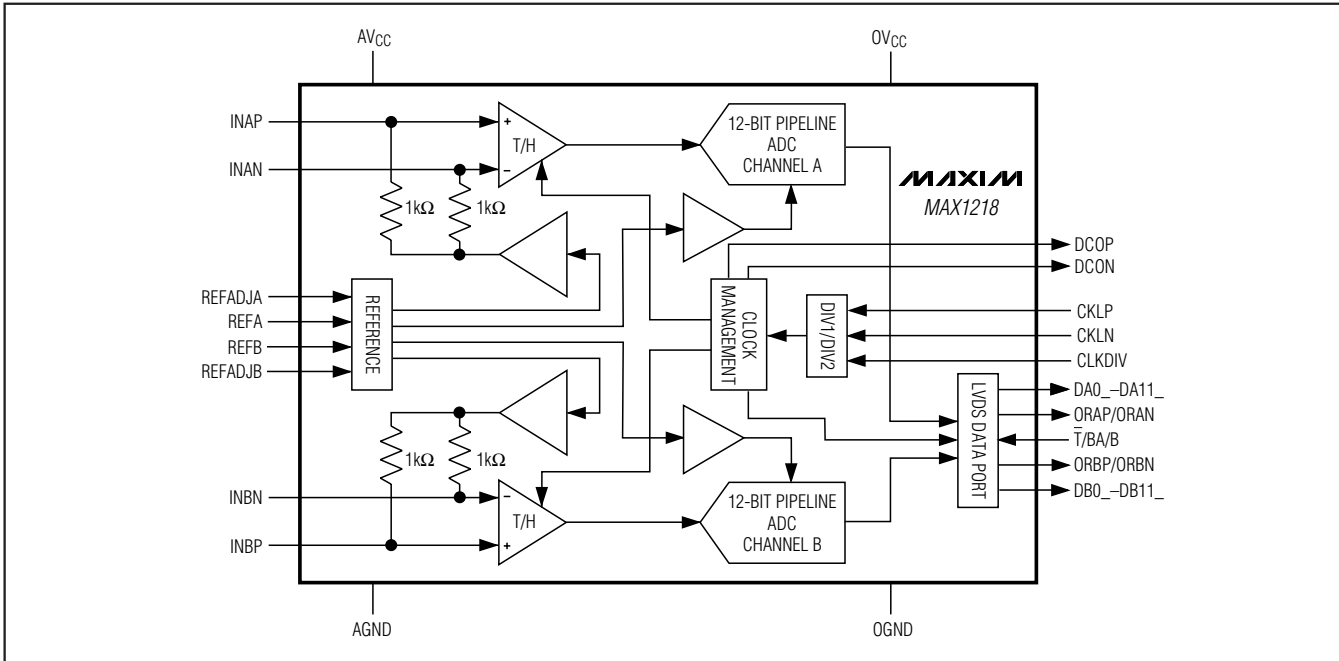 AVCC
OVCC
INAP
INAN
+
T/H
−
1kΩ
1kΩ
12-BIT PIPELINE
ADC
CHANNEL A
MAXIM
MAX1218
DCOP
DCON
REFADJA
REFA
REFB
REFADJB
REFERENCE
CLOCK
MANAGEMENT
DIV1/DIV2
CKLP
CKLN
CLKDIV
LVDS DATA PORT
DA0_–DA11_
ORAP/ORAN
T̅/BA/B
ORBP/ORBN
DB0_–DB11_
1kΩ
1kΩ
INBN
INBP
−
T/H
+
12-BIT PIPELINE
ADC
CHANNEL B
AGND
OGND